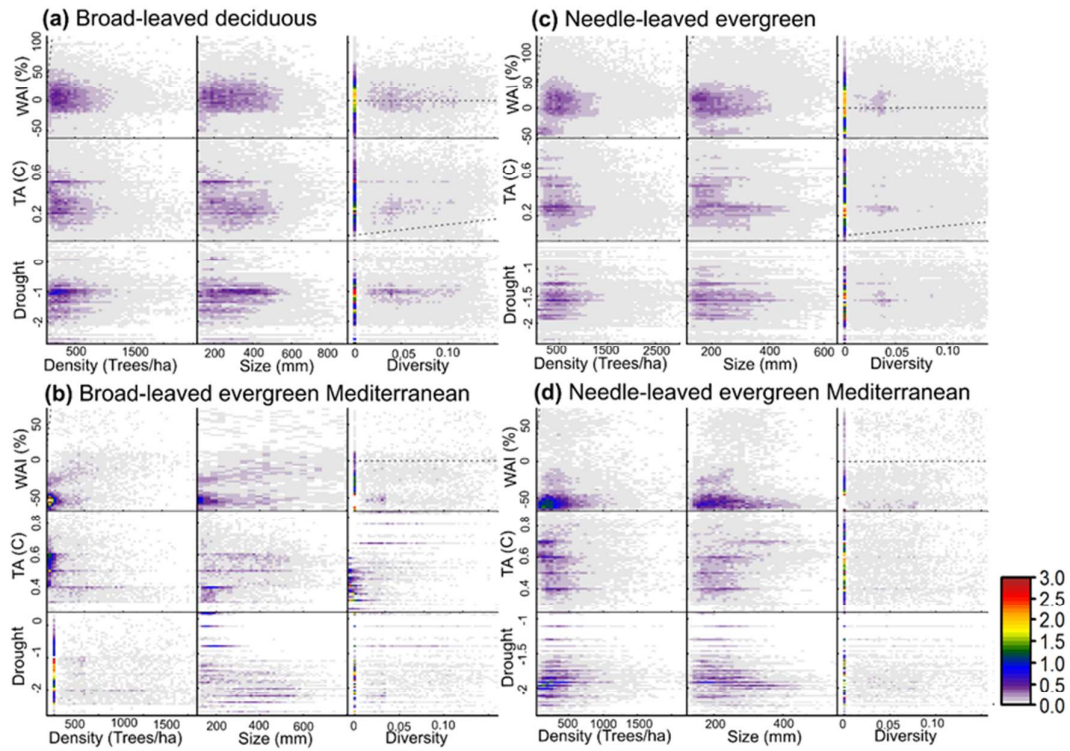 (a) Broad-leaved deciduous
WAI (%)
-50 0 50 100
TA (C)
0.2 0.6
Drought
-2 -1 0
500 1500
200 400 600 800
0 0.05 0.10
Density (Trees/ha) Size (mm) Diversity
(c) Needle-leaved evergreen
WAI (%)
-50 0 50 100
TA (C)
0.2 0.6
Drought
-2 -1.5 -1
500 1500 2500
200 400 600
0 0.05 0.10
Density (Trees/ha) Size (mm) Diversity
(b) Broad-leaved evergreen Mediterranean
WAI (%)
-50 0 50
TA (C)
0.4 0.6 0.8
Drought
-2 -1 0
500 1000 1500
200 400 600
0 0.05 0.10
Density (Trees/ha) Size (mm) Diversity
(d) Needle-leaved evergreen Mediterranean
WAI (%)
-50 0 50
TA (C)
0.4 0.6 0.8
Drought
-2 -1.5 -1
500 1000 1500
200 400
0 0.05 0.10
Density (Trees/ha) Size (mm) Diversity
3.0
2.5
2.0
1.5
1.0
0.5
0.0